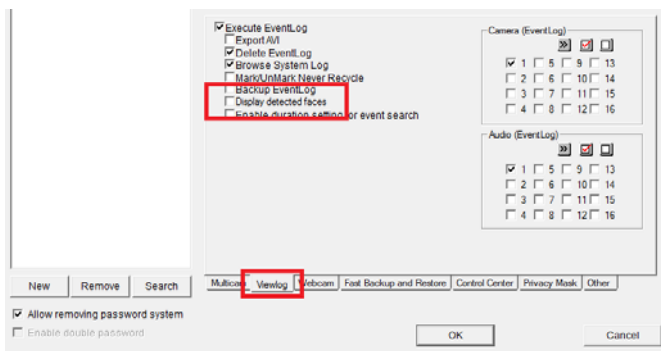 Execute EventLog
Export AVI
Delete EventLog
Browse System Log
Mark/UnMark Never Recycle
Backup EventLog
Display detected faces
Enable duration setting for event search
Camera (EventLog)
1 5 9 13
2 6 10 14
3 7 11 15
4 8 12 16
Audio (EventLog)
1 5 9 13
2 6 10 14
3 7 11 15
4 8 12 16
New Remove Search
Multicam Viewlog Webcam Fast Backup and Restore Control Center Privacy Mask Other
Allow removing password system
Enable double password
OK Cancel